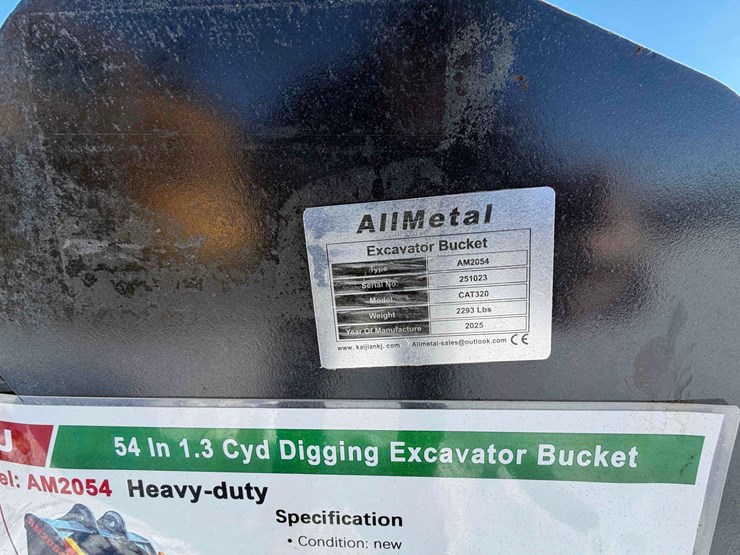 AllMetal
Excavator Bucket
Type AM2054
Serial No. 251023
Model CAT320
Weight 2293 Lbs
Year Of Manufacture 2025
www.kaijiankj.com Allmetal-sales@outlook.com CE
J
54 In 1.3 Cyd Digging Excavator Bucket
el: AM2054 Heavy-duty
Specification
• Condition: new